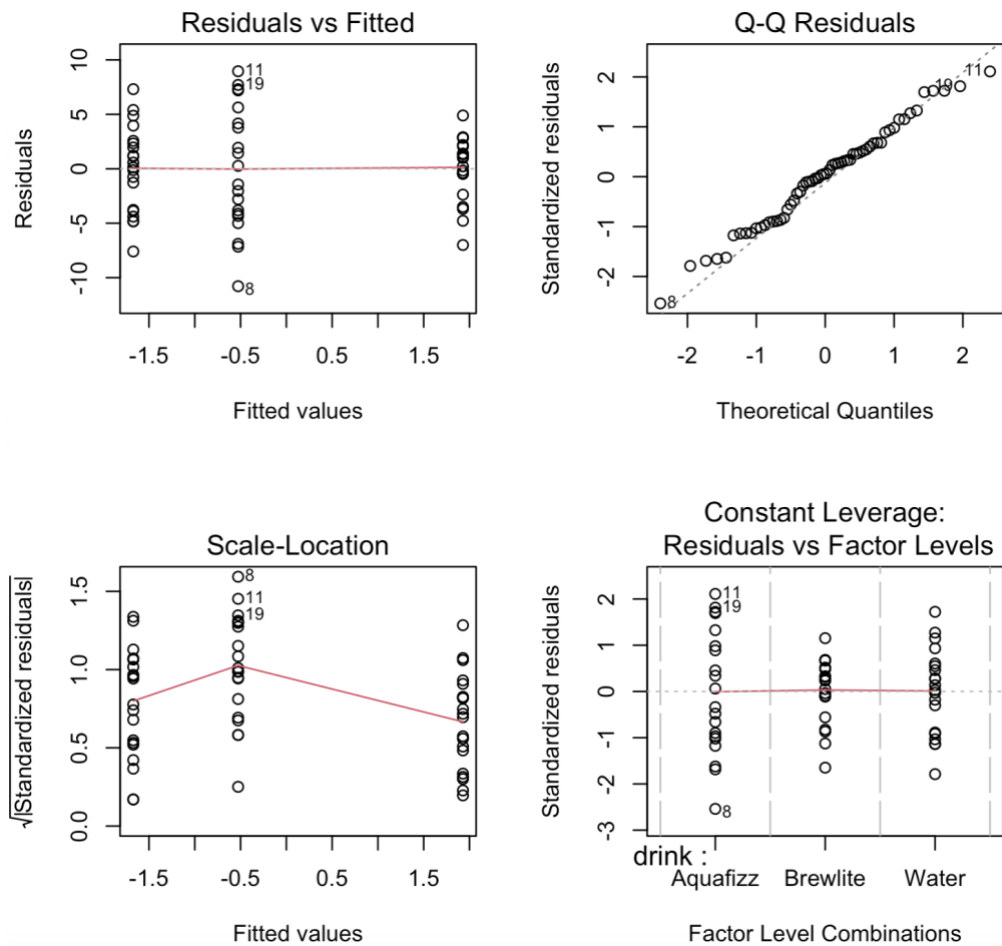 Residuals vs Fitted
Residuals
10
5
0
-5
-10
11
19
8
-1.5
-0.5
0.5
1.5
Fitted values
Q-Q Residuals
Standardized residuals
2
1
0
-1
-2
19
11
8
-2
-1
0
1
2
Theoretical Quantiles
Scale-Location
√|Standardized residuals|
1.5
1.0
0.5
0.0
8
11
19
-1.5
-0.5
0.5
1.5
Fitted values
Constant Leverage:
Residuals vs Factor Levels
Standardized residuals
2
1
0
-1
-2
-3
11
19
8
drink :
Aquafizz
Brewlite
Water
Factor Level Combinations